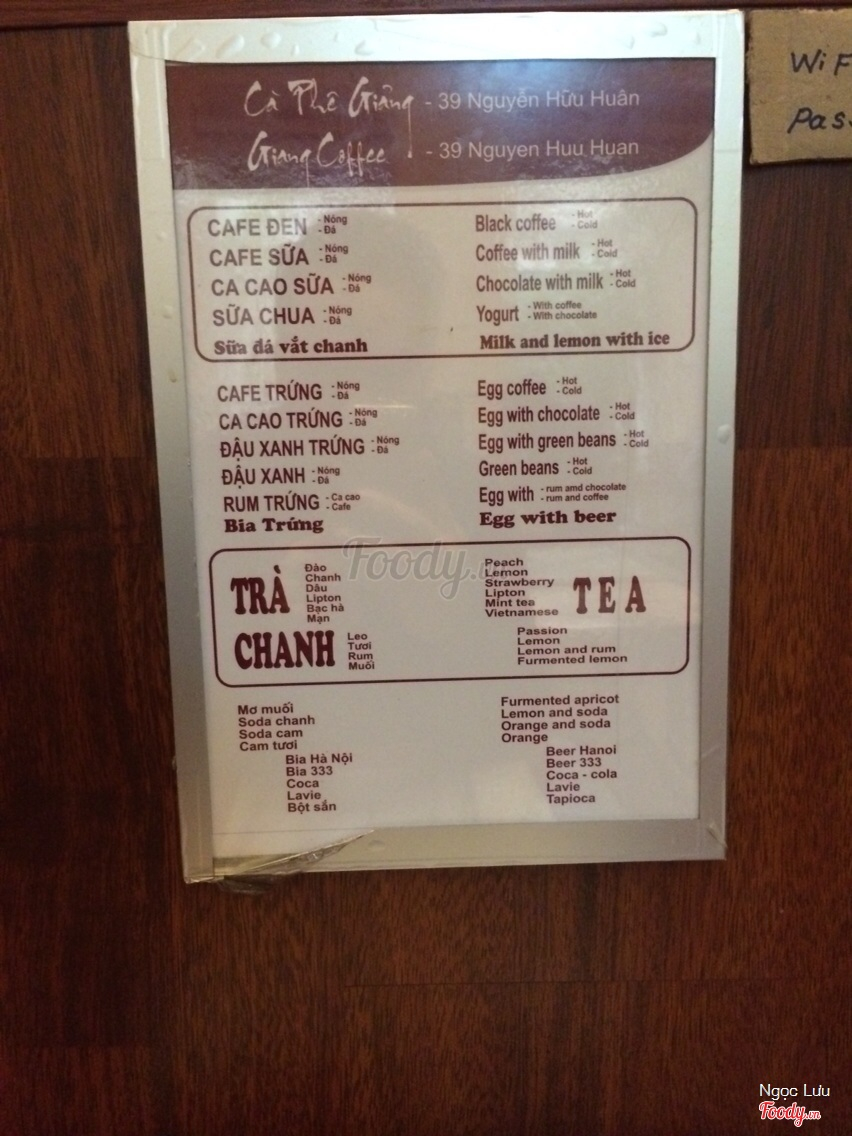 Cà Phê Giảng - 39 Nguyễn Hữu Huân
Giang Coffee - 39 Nguyen Huu Huan
WiF
Pas
CAFE ĐEN - Nóng - Đá
Black coffee - Hot - Cold
CAFE SỮA - Nóng - Đá
Coffee with milk - Hot - Cold
CA CAO SỮA - Nóng - Đá
Chocolate with milk - Hot - Cold
SỮA CHUA - Nóng - Đá
Yogurt - With coffee - With chocolate
Sữa đá vắt chanh
Milk and lemon with ice
CAFE TRỨNG - Nóng - Đá
Egg coffee - Hot - Cold
CA CAO TRỨNG - Nóng - Đá
Egg with chocolate - Hot - Cold
ĐẬU XANH TRỨNG - Nóng - Đá
Egg with green beans - Hot - Cold
ĐẬU XANH - Nóng - Đá
Green beans - Hot - Cold
RUM TRỨNG - Ca cao - Cafe
Egg with - rum amd chocolate - rum and coffee
Bia Trứng
Egg with beer
TRÀ
Đào
Chanh
Dâu
Lipton
Bạc hà
Mạn
Peach
Lemon
Strawberry
Lipton
Mint tea
Vietnamese
TEA
CHANH
Leo
Tươi
Rum
Muối
Passion
Lemon
Lemon and rum
Furmented lemon
Mơ muối
Soda chanh
Soda cam
Cam tươi
Bia Hà Nội
Bia 333
Coca
Lavie
Bột sắn
Furmented apricot
Lemon and soda
Orange and soda
Orange
Beer Hanoi
Beer 333
Coca - cola
Lavie
Tapioca
Foody.vn
Ngọc Lưu
Foody.vn